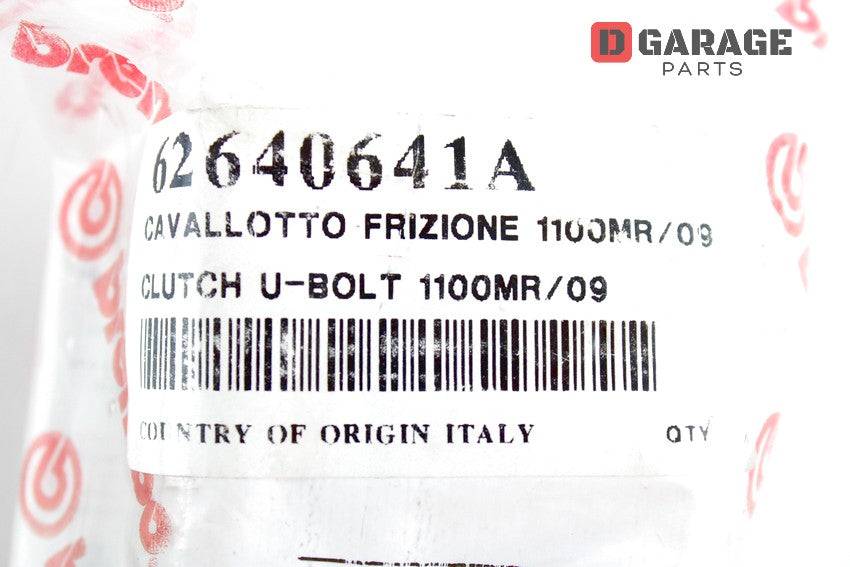 D GARAGE
PARTS
62640641A
CAVALLOTTO FRIZIONE 1100MR/09
CLUTCH U-BOLT 1100MR/09
COUNTRY OF ORIGIN ITALY QTY